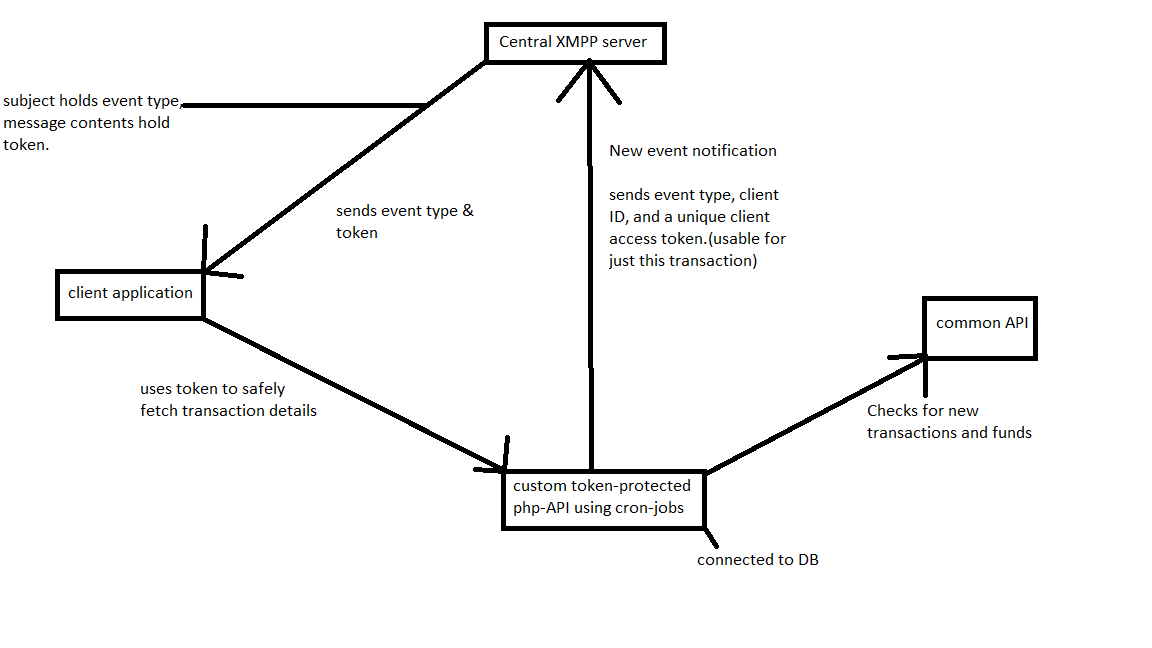 Central XMPP server
subject holds event type,
message contents hold
token.
New event notification
sends event type, client
ID, and a unique client
access token.(usable for
just this transaction)
sends event type &
token
client application
common API
uses token to safely
fetch transaction details
Checks for new
transactions and funds
custom token-protected
php-API using cron-jobs
connected to DB